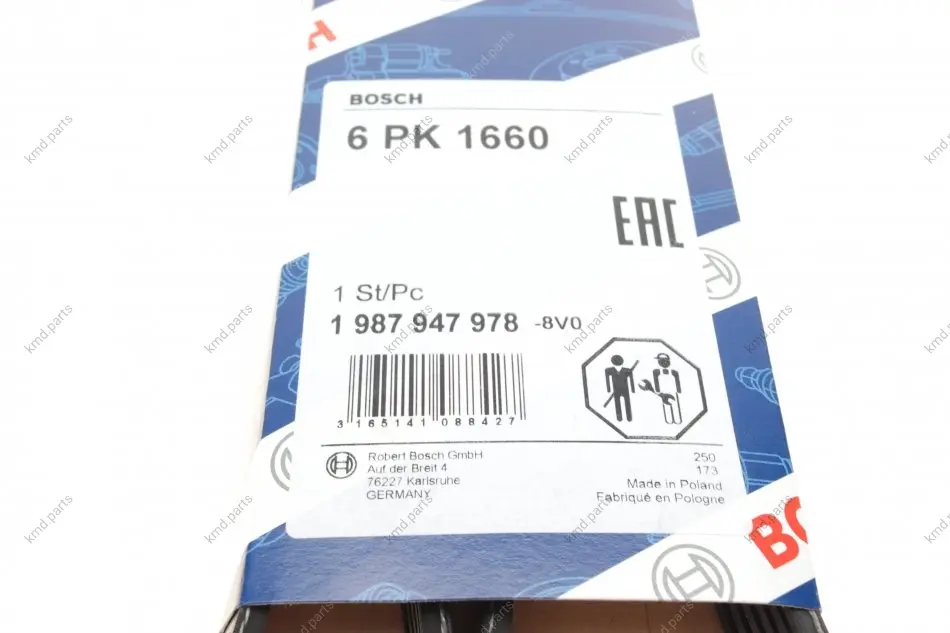 BOSCH
6 PK 1660
EAC
1 St/Pc
1 987 947 978 -8V0
3 165141 088427
Robert Bosch GmbH
Auf der Breit 4
76227 Karlsruhe
GERMANY
250
173
Made in Poland
Fabriqué en Pologne
kmd.parts